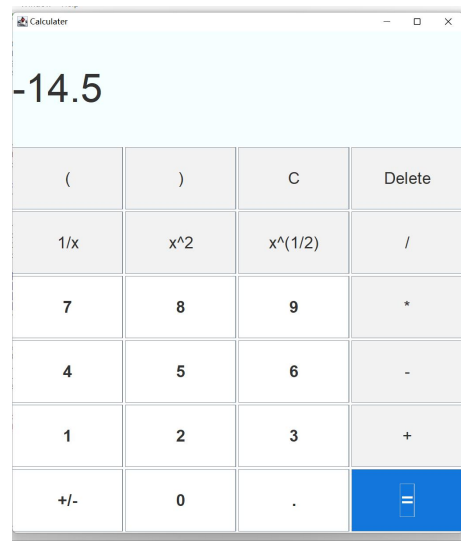 Calculater
-14.5
( ) C Delete
1/x x^2 x^(1/2) /
7 8 9 *
4 5 6 -
1 2 3 +
+/- 0 . =